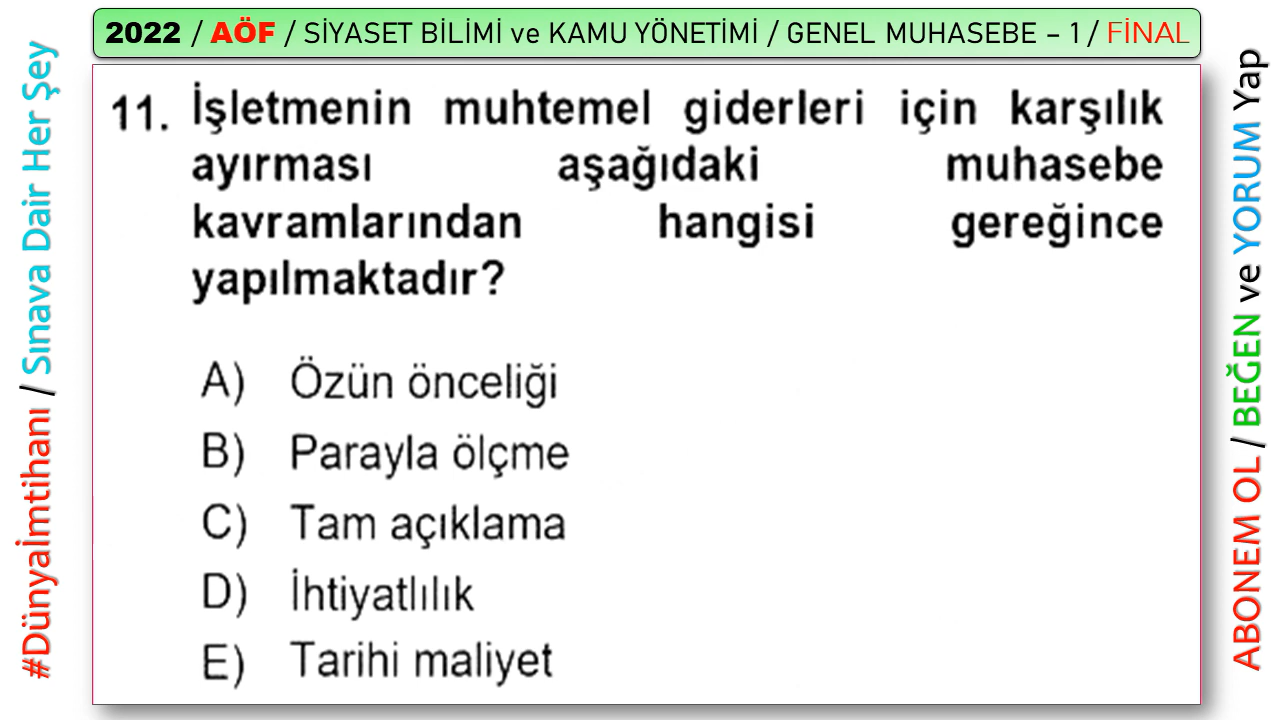 2022 / AÖF / SİYASET BİLİMİ ve KAMU YÖNETİMİ / GENEL MUHASEBE – 1 / FİNAL
#Dünyaİmtihanı / Sınava Dair Her Şey
11. İşletmenin muhtemel giderleri için karşılık
ayırması aşağıdaki muhasebe
kavramlarından hangisi gereğince
yapılmaktadır?
A) Özün önceliği
B) Parayla ölçme
C) Tam açıklama
D) İhtiyatlılık
E) Tarihi maliyet
ABONEM OL / BEĞEN ve YORUM Yap